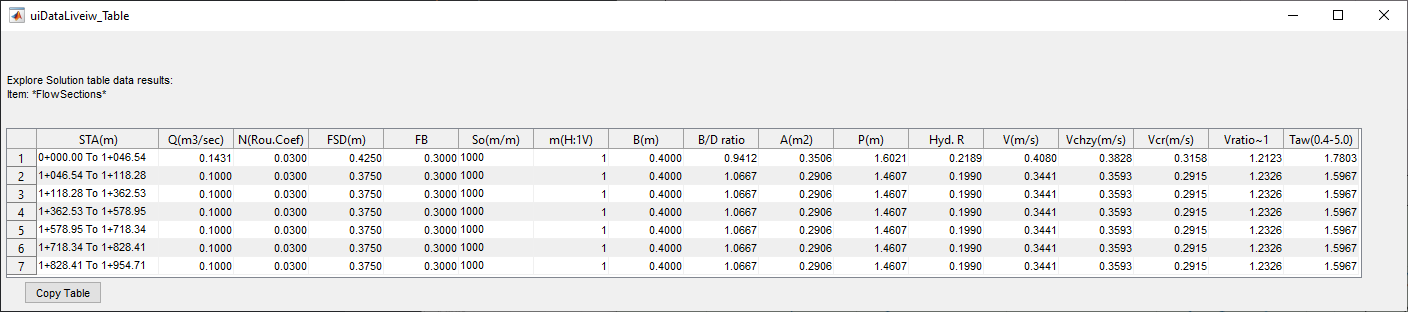 uiDataLiveiw_Table
Explore Solution table data results:
Item: *FlowSections*
STA(m) Q(m3/sec) N(Rou.Coef) FSD(m) FB So(m/m) m(H:1V) B(m) B/D ratio A(m2) P(m) Hyd. R V(m/s) Vchzy(m/s) Vcr(m/s) Vratio~1 Taw(0.4-5.0)
1 0+000.00 To 1+046.54 0.1431 0.0300 0.4250 0.3000 1000 1 0.4000 0.9412 0.3506 1.6021 0.2189 0.4080 0.3828 0.3158 1.2123 1.7803
2 1+046.54 To 1+118.28 0.1000 0.0300 0.3750 0.3000 1000 1 0.4000 1.0667 0.2906 1.4607 0.1990 0.3441 0.3593 0.2915 1.2326 1.5967
3 1+118.28 To 1+362.53 0.1000 0.0300 0.3750 0.3000 1000 1 0.4000 1.0667 0.2906 1.4607 0.1990 0.3441 0.3593 0.2915 1.2326 1.5967
4 1+362.53 To 1+578.95 0.1000 0.0300 0.3750 0.3000 1000 1 0.4000 1.0667 0.2906 1.4607 0.1990 0.3441 0.3593 0.2915 1.2326 1.5967
5 1+578.95 To 1+718.34 0.1000 0.0300 0.3750 0.3000 1000 1 0.4000 1.0667 0.2906 1.4607 0.1990 0.3441 0.3593 0.2915 1.2326 1.5967
6 1+718.34 To 1+828.41 0.1000 0.0300 0.3750 0.3000 1000 1 0.4000 1.0667 0.2906 1.4607 0.1990 0.3441 0.3593 0.2915 1.2326 1.5967
7 1+828.41 To 1+954.71 0.1000 0.0300 0.3750 0.3000 1000 1 0.4000 1.0667 0.2906 1.4607 0.1990 0.3441 0.3593 0.2915 1.2326 1.5967
Copy Table